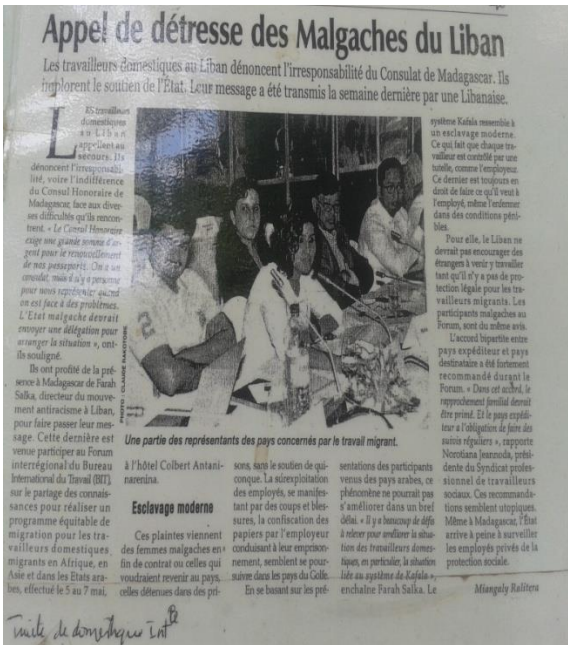 Appel de détresse des Malgaches du Liban
Les travailleurs domestiques au Liban dénoncent l'irresponsabilité du Consulat de Madagascar. Ils
implorent le soutien de l'État. Leur message a été transmis la semaine dernière par une Libanaise.
LES travailleurs
domestiques
au Liban
appellent au
secours. Ils
dénoncent l'irresponsabi-
lité, voire l'indifférence
du Consul Honoraire de
Madagascar, face aux diver-
ses difficultés qu'ils rencon-
trent. « Le Consul Honoraire
exige une grande somme d'ar-
gent pour le renouvellement
de nos passeports. On a un
consulat, mais il n'y a personne
pour nous représenter quand
on est face à des problèmes.
L'Etat malgache devrait
envoyer une délégation pour
arranger la situation », ont-
ils souligné.
Ils ont profité de la pré-
sence à Madagascar de Farah
Salka, directeur du mouve-
ment antiracisme à Liban,
pour faire passer leur mes-
sage. Cette dernière est
venue participer au Forum
interrégional du Bureau
International du Travail (BIT),
sur le partage des connais-
sances pour réaliser un
programme équitable de
migration pour les tra-
vailleurs domestiques
migrants en Afrique, en
Asie et dans les Etats ara-
bes, effectué le 5 au 7 mai,
PHOTO : CLAUDE RAKOTOBE
Une partie des représentants des pays concernés par le travail migrant.
à l'hôtel Colbert Antani-
narenina.
Esclavage moderne
Ces plaintes viennent
des femmes malgaches en
fin de contrat ou celles qui
voudraient revenir au pays,
celles détenues dans des pri-
sons, sans le soutien de qui-
conque. La surexploitation
des employés, se manifes-
tant par des coups et bles-
sures, la confiscation des
papiers par l'employeur
conduisant à leur emprison-
nement, semblent se pour-
suivre dans les pays du Golfe.
En se basant sur les pré-
sentations des participants
venus des pays arabes, ce
phénomène ne pourrait pas
s'améliorer dans un bref
délai. « Il y a beaucoup de défis
à relever pour améliorer la situa-
tion des travailleurs domes-
tiques, en particulier, la situation
liée au système de Kafala »,
enchaîne Farah Salka. Le
système Kafala ressemble à
un esclavage moderne.
Ce qui fait que chaque tra-
vailleur est contrôlé par une
tutelle, comme l'employeur.
Ce dernier est toujours en
droit de faire ce qu'il veut à
l'employé, même l'enfermer
dans des conditions péni-
bles.
Pour elle, le Liban ne
devrait pas encourager des
étrangers à venir y travailler
tant qu'il n'y a pas de pro-
tection légale pour les tra-
vailleurs migrants. Les
participants malgaches au
Forum, sont du même avis.
L'accord bipartite entre
pays expéditeur et pays
destinataire a été fortement
recommandé durant le
Forum. « Dans cet accord, le
rapprochement familial devrait
être primé. Et le pays expédi-
teur a l'obligation de faire des
suivis réguliers », rapporte
Norotiana Jeannoda, prési-
dente du Syndicat profes-
sionnel de travailleurs
sociaux. Ces recommanda-
tions semblent utopiques.
Même à Madagascar, l'État
arrive à peine à surveiller
les employés privés de la
protection sociale.
Miangaly Ralitera
de domestique Int